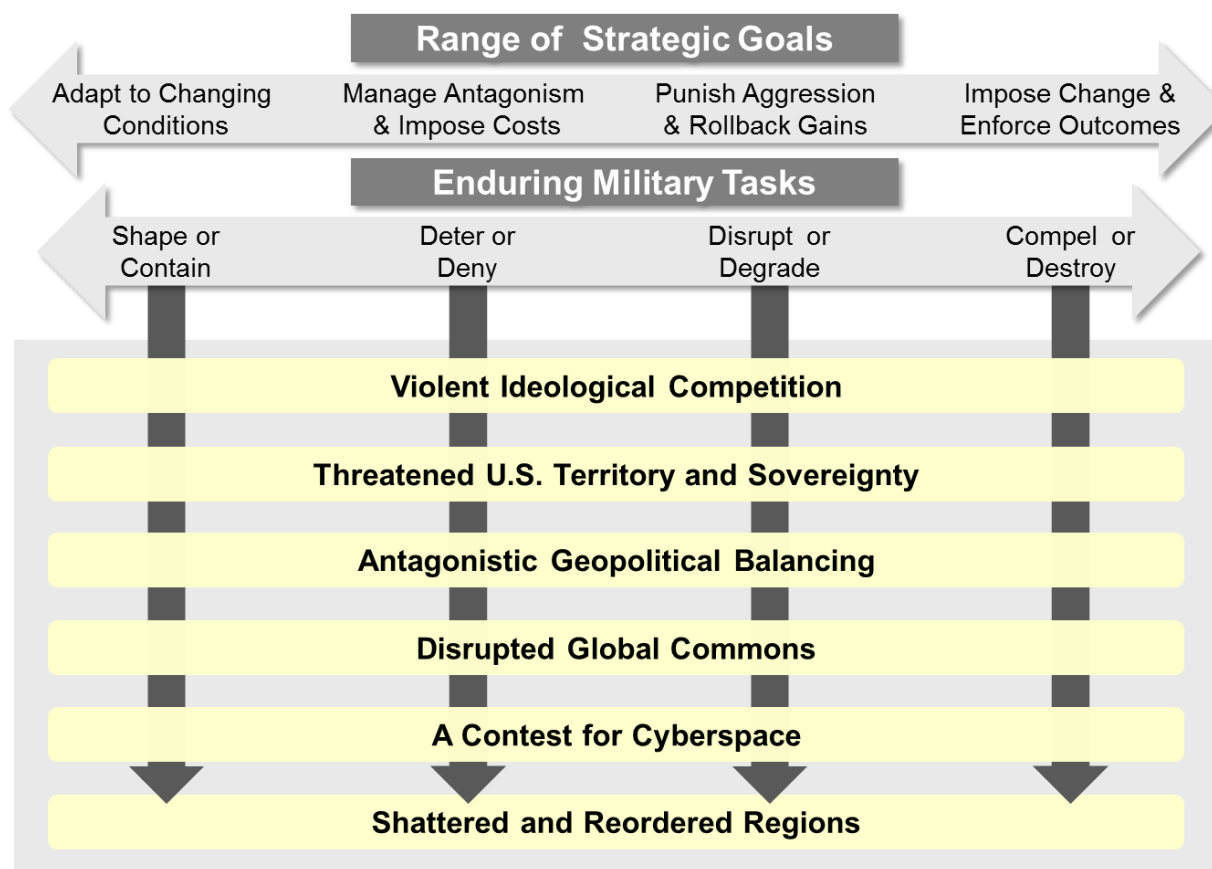 Range of Strategic Goals
Adapt to Changing
Conditions
Manage Antagonism
& Impose Costs
Punish Aggression
& Rollback Gains
Impose Change &
Enforce Outcomes
Enduring Military Tasks
Shape or
Contain
Deter or
Deny
Disrupt or
Degrade
Compel or
Destroy
Violent Ideological Competition
Threatened U.S. Territory and Sovereignty
Antagonistic Geopolitical Balancing
Disrupted Global Commons
A Contest for Cyberspace
Shattered and Reordered Regions